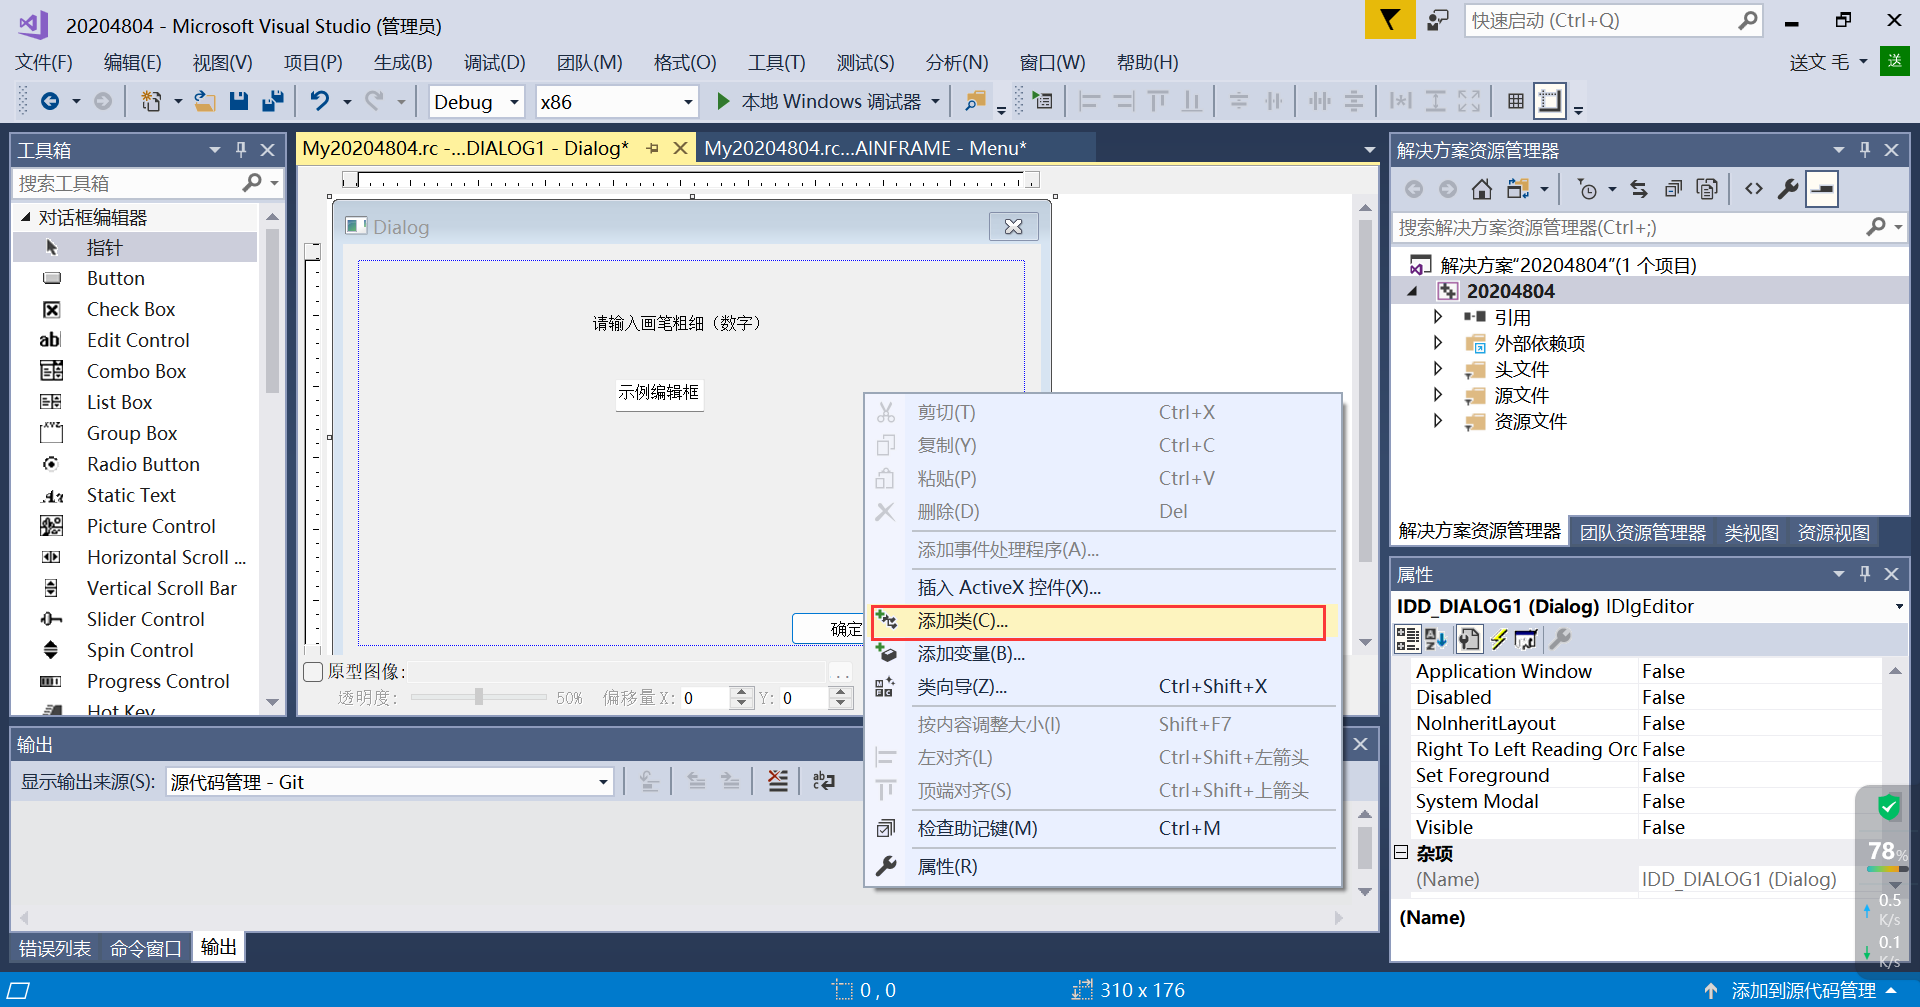 20204804 - Microsoft Visual Studio (管理员)
快速启动 (Ctrl+Q)
文件(F) 编辑(E) 视图(V) 项目(P) 生成(B) 调试(D) 团队(M) 格式(O) 工具(T) 测试(S) 分析(N) 窗口(W) 帮助(H)
送文 毛 送
Debug x86 本地 Windows 调试器
工具箱
搜索工具箱
对话框编辑器
指针
Button
Check Box
Edit Control
Combo Box
List Box
Group Box
Radio Button
Static Text
Picture Control
Horizontal Scroll ...
Vertical Scroll Bar
Slider Control
Spin Control
Progress Control
Hot Key
My20204804.rc -...DIALOG1 - Dialog* My20204804.rc...AINFRAME - Menu*
Dialog
请输入画笔粗细（数字）
示例编辑框
确定
原型图像:
透明度: 50% 偏移量 X: 0 Y: 0
剪切(T) Ctrl+X
复制(Y) Ctrl+C
粘贴(P) Ctrl+V
删除(D) Del
添加事件处理程序(A)...
插入 ActiveX 控件(X)...
添加类(C)...
添加变量(B)...
类向导(Z)... Ctrl+Shift+X
按内容调整大小(I) Shift+F7
左对齐(L) Ctrl+Shift+左箭头
顶端对齐(S) Ctrl+Shift+上箭头
检查助记键(M) Ctrl+M
属性(R)
输出
显示输出来源(S): 源代码管理 - Git
错误列表 命令窗口 输出
解决方案资源管理器
搜索解决方案资源管理器(Ctrl+;)
解决方案"20204804"(1 个项目)
20204804
引用
外部依赖项
头文件
源文件
资源文件
解决方案资源管理器 团队资源管理器 类视图 资源视图
属性
IDD_DIALOG1 (Dialog) IDlgEditor
Application Window False
Disabled False
NoInheritLayout False
Right To Left Reading Orc False
Set Foreground False
System Modal False
Visible False
杂项
(Name) IDD_DIALOG1 (Dialog)
(Name)
78%
0.5
K/s
0.1
K/s
0 , 0 310 x 176 添加到源代码管理